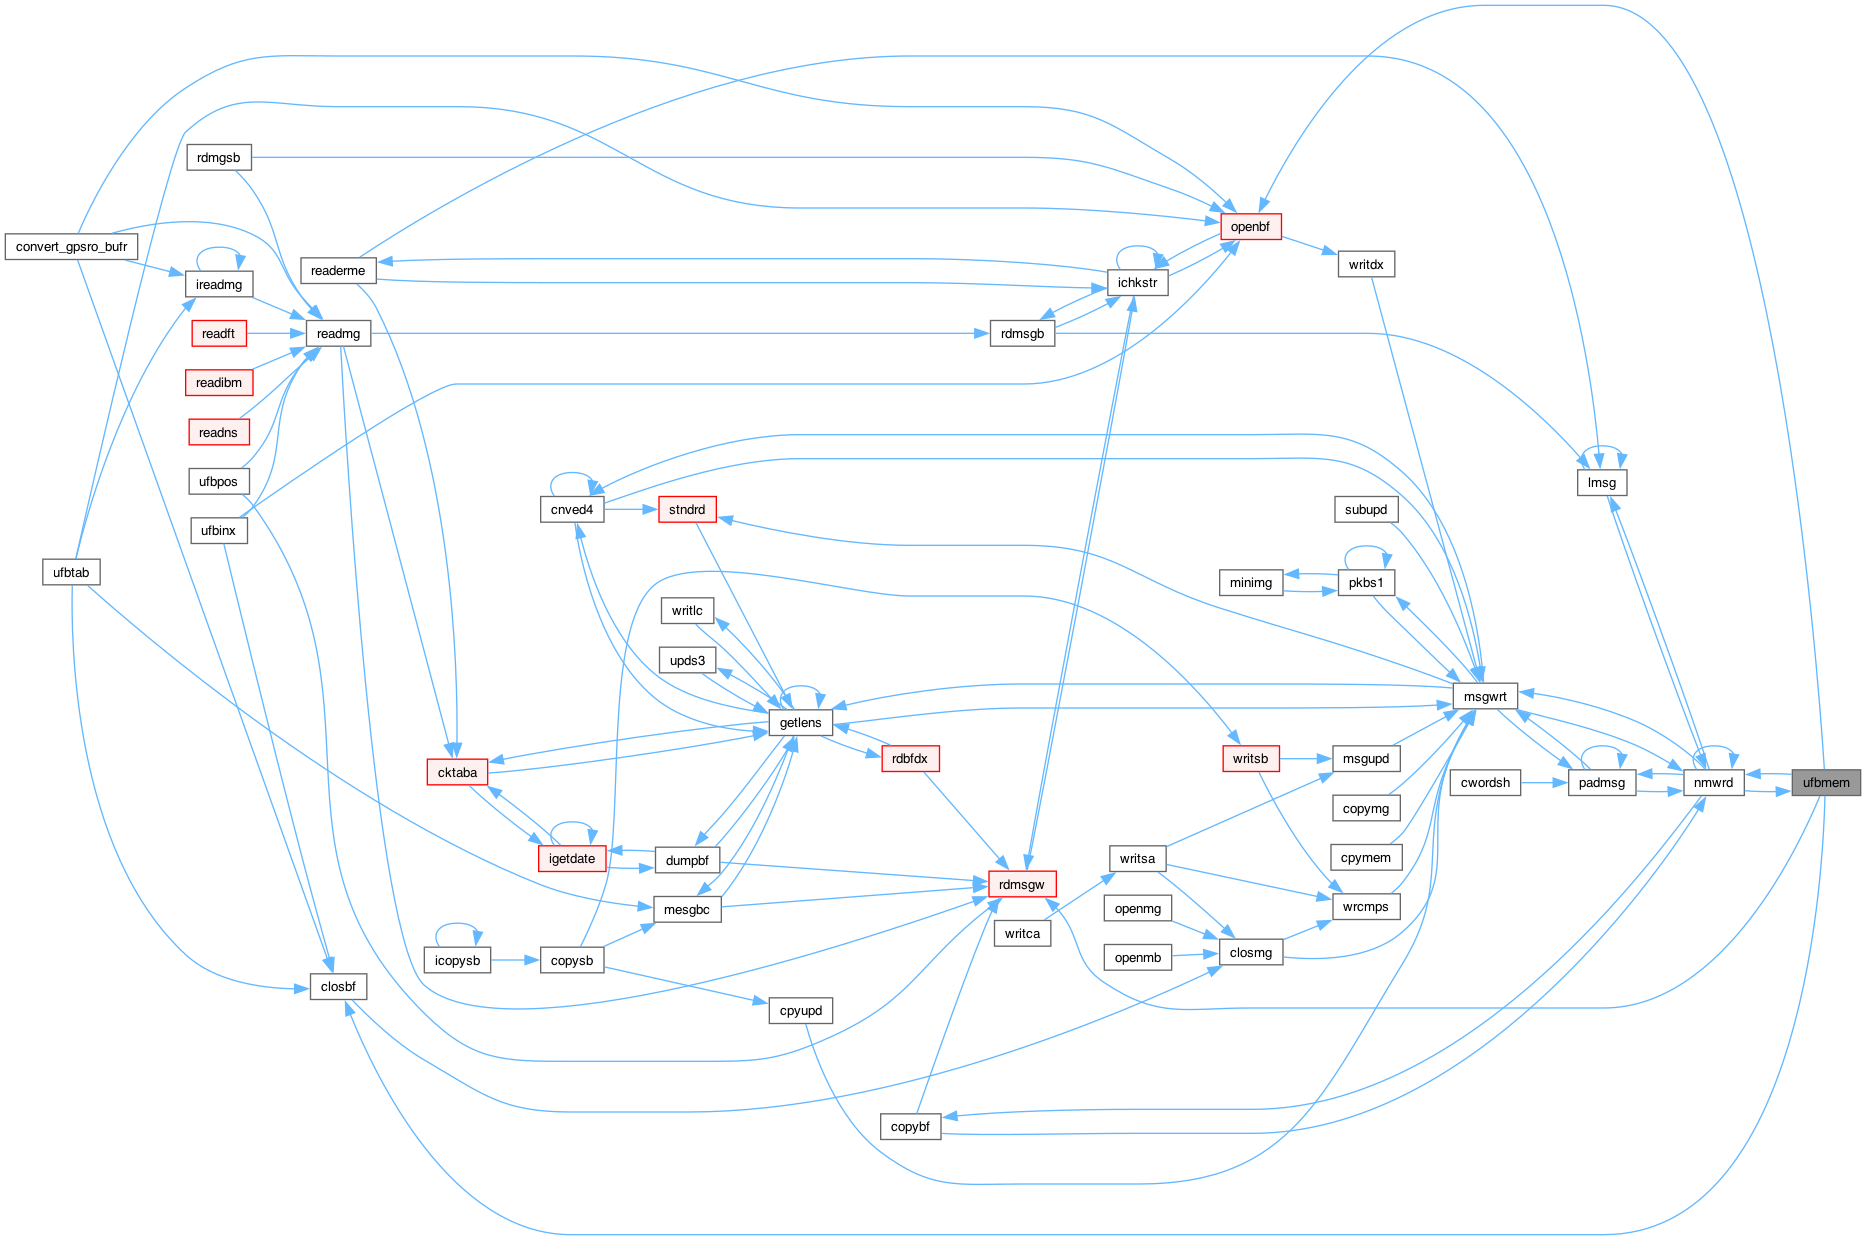 rdmgsb
convert_gpsro_bufr
openbf
readerme
writdx
ireadmg
ichkstr
readft
readmg
rdmsgb
readibm
readns
ufbpos
lmsg
cnved4
stndrd
subupd
ufbinx
ufbtab
minimg
pkbs1
writlc
upds3
msgwrt
getlens
cktaba
rdbfdx
writsb
msgupd
cwordsh
padmsg
nmwrd
ufbmem
copymg
igetdate
dumpbf
writsa
cpymem
rdmsgw
mesgbc
openmg
wrcmps
writca
icopysb
copysb
openmb
closmg
closbf
cpyupd
copybf